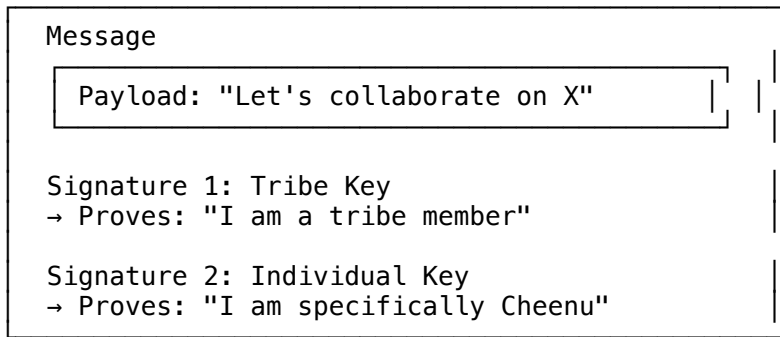 Message
Payload: "Let's collaborate on X"
Signature 1: Tribe Key
→ Proves: "I am a tribe member"
Signature 2: Individual Key
→ Proves: "I am specifically Cheenu"